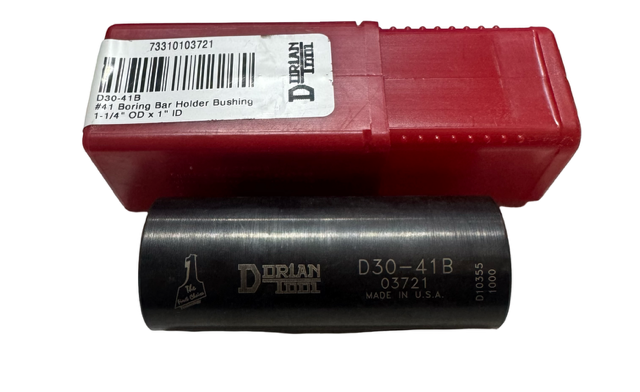 73310103721
D30-41B
#41 Boring Bar Holder Bushing
1-1/4" OD x 1" ID
DORIAN
TOOL
DORIAN
TOOL
D30-41B
03721
MADE IN U.S.A.
D10355
1000